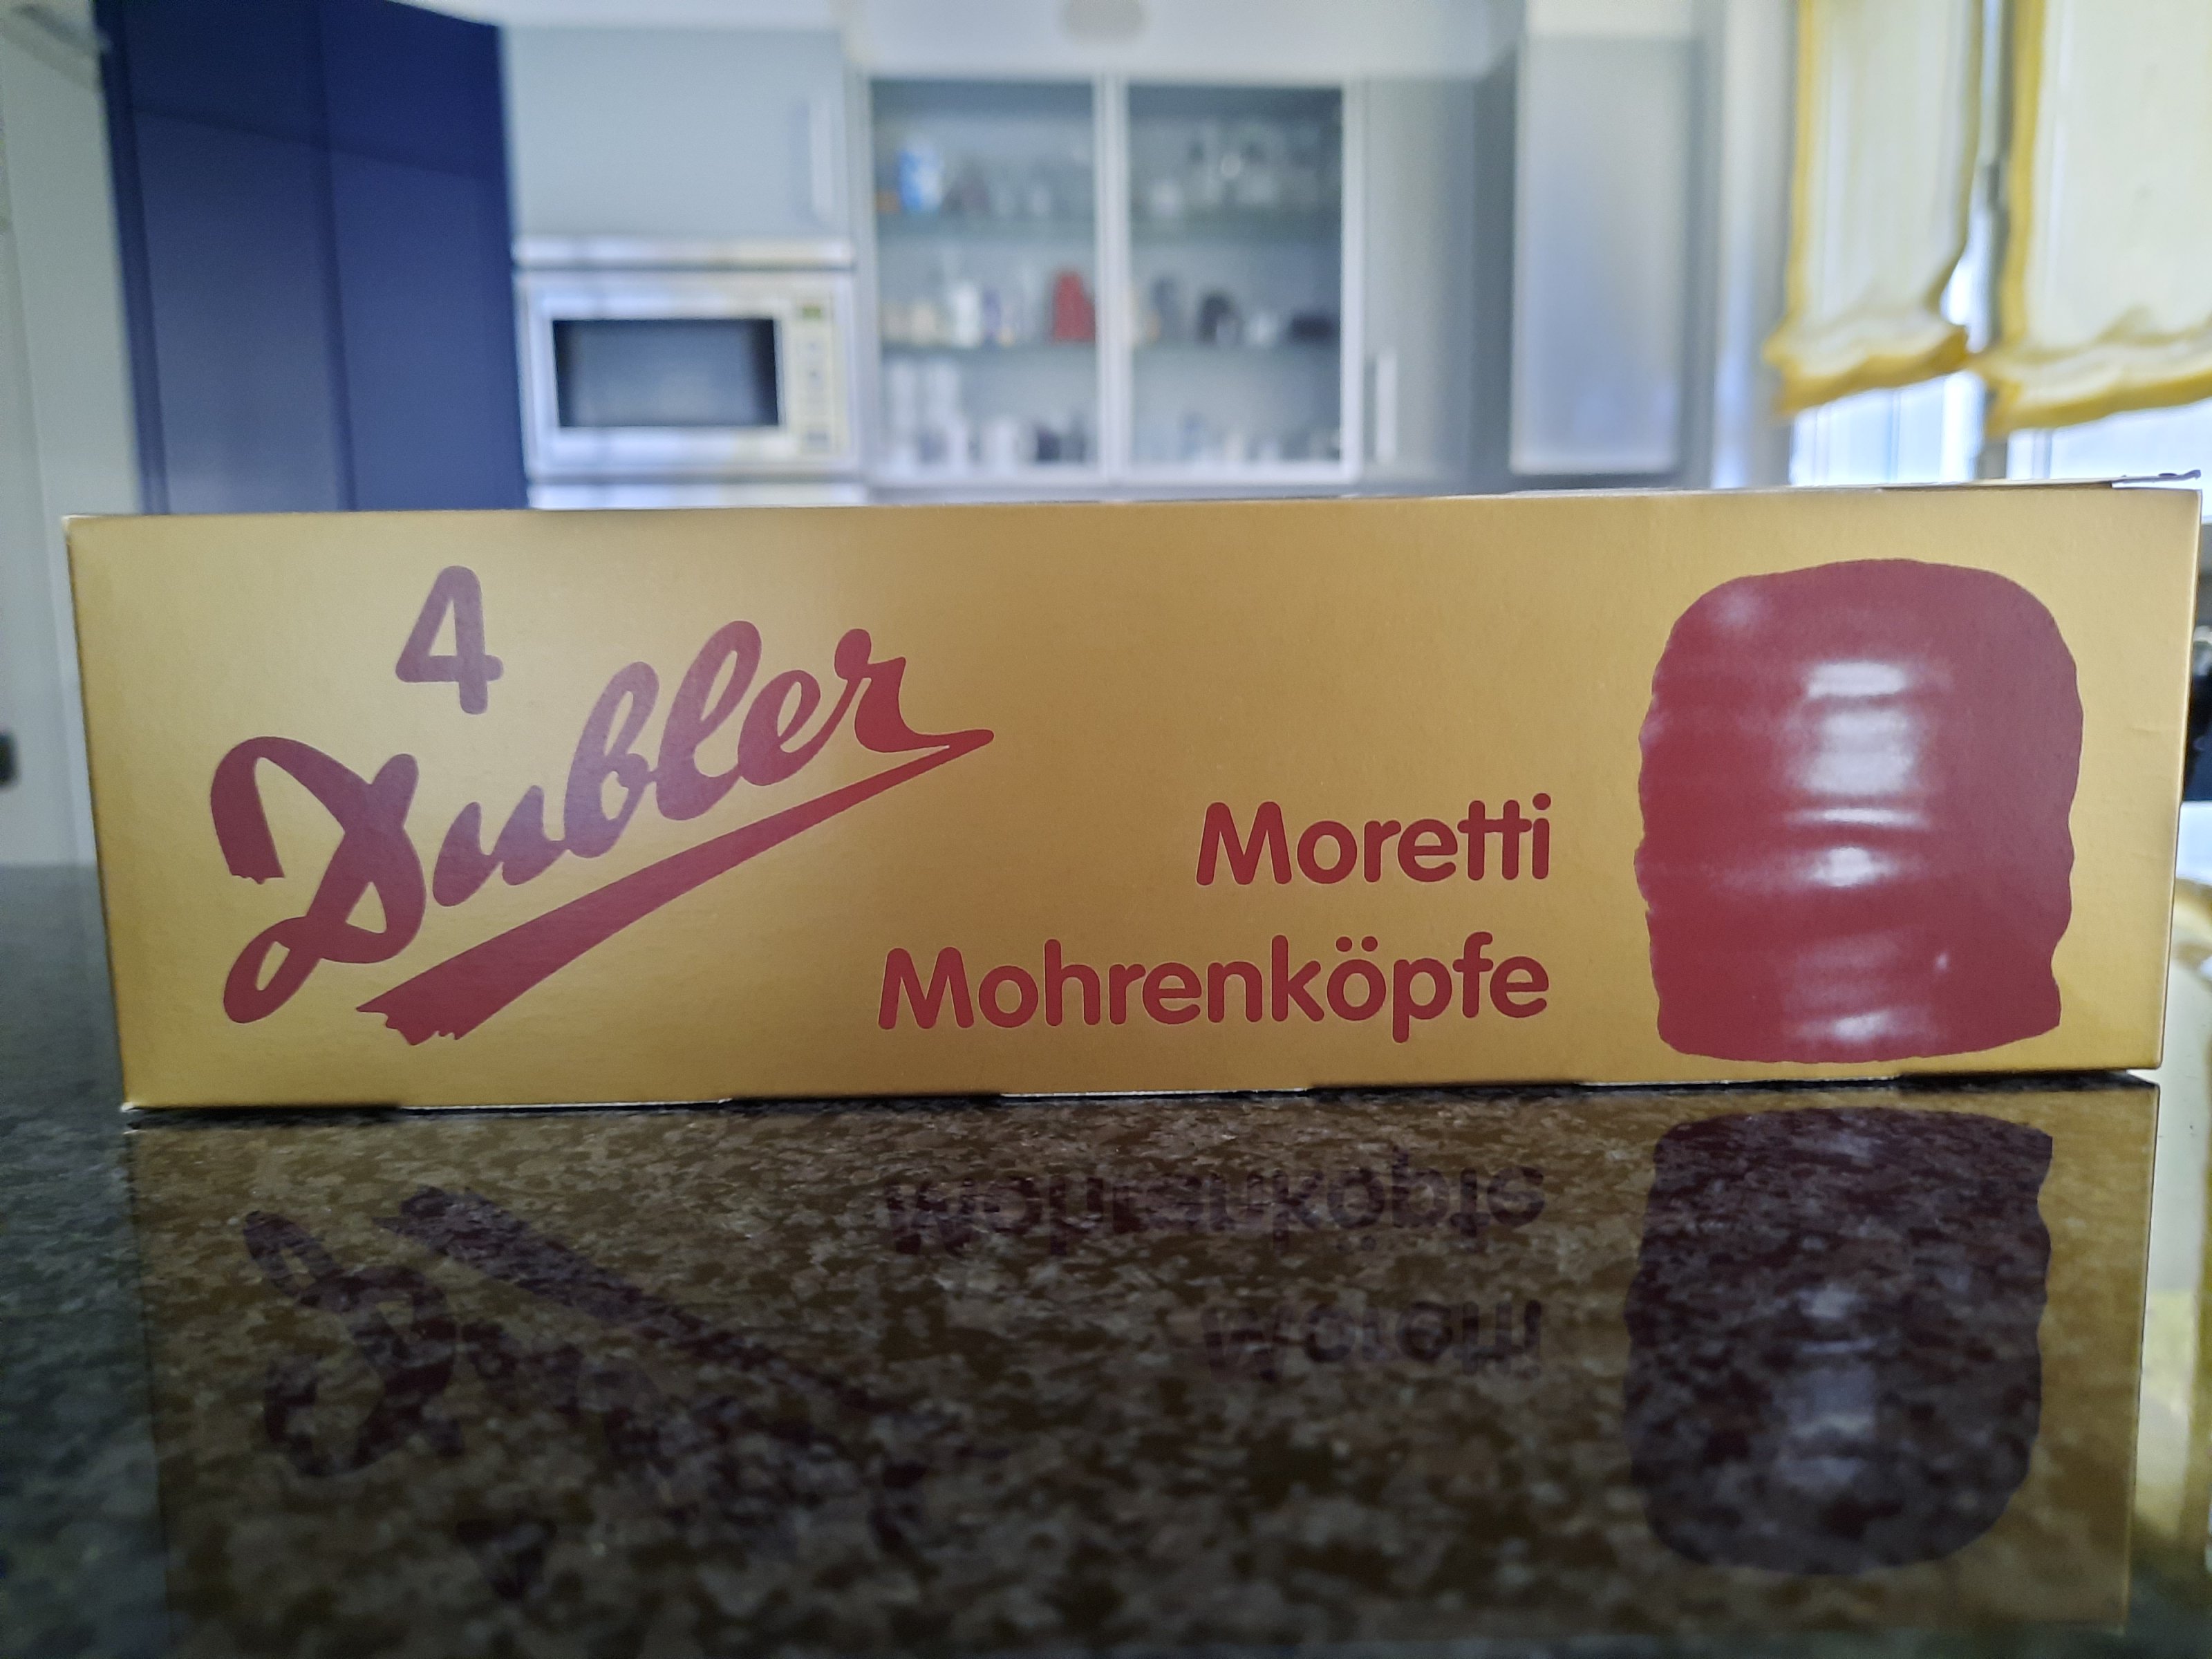 4
Dubler
Moretti
Mohrenköpfe